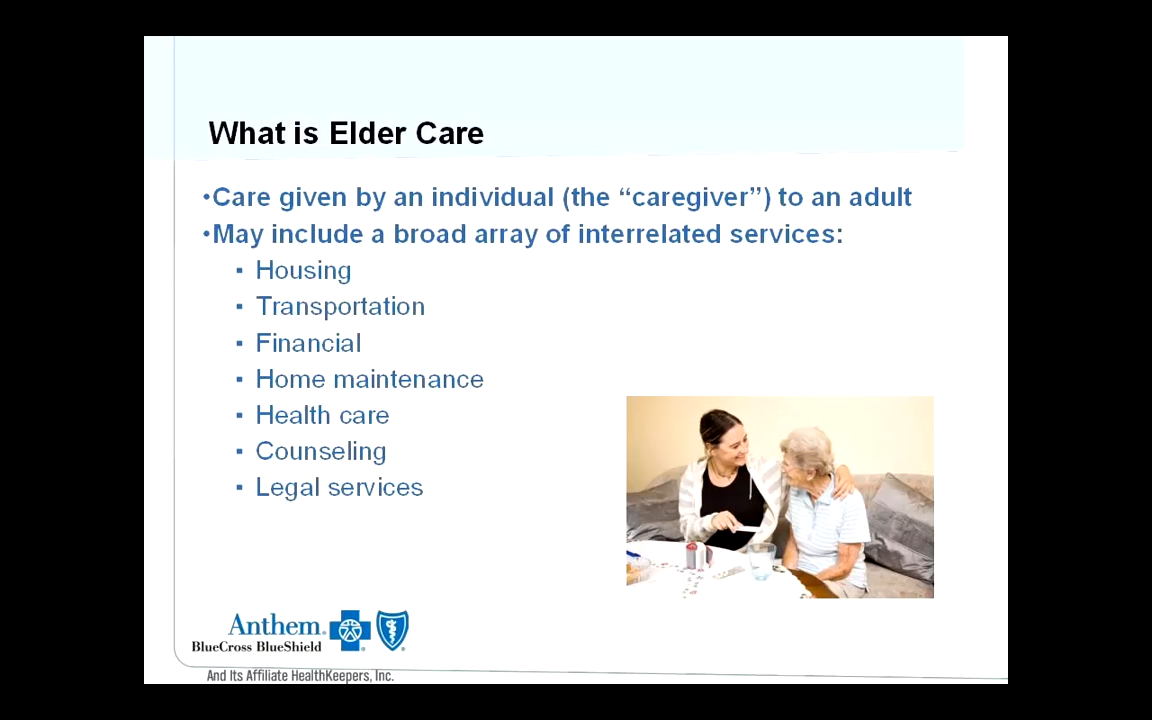 What is Elder Care
•Care given by an individual (the “caregiver”) to an adult
•May include a broad array of interrelated services:
▪ Housing
▪ Transportation
▪ Financial
▪ Home maintenance
▪ Health care
▪ Counseling
▪ Legal services
Anthem®
BlueCross BlueShield
And Its Affiliate HealthKeepers, Inc.